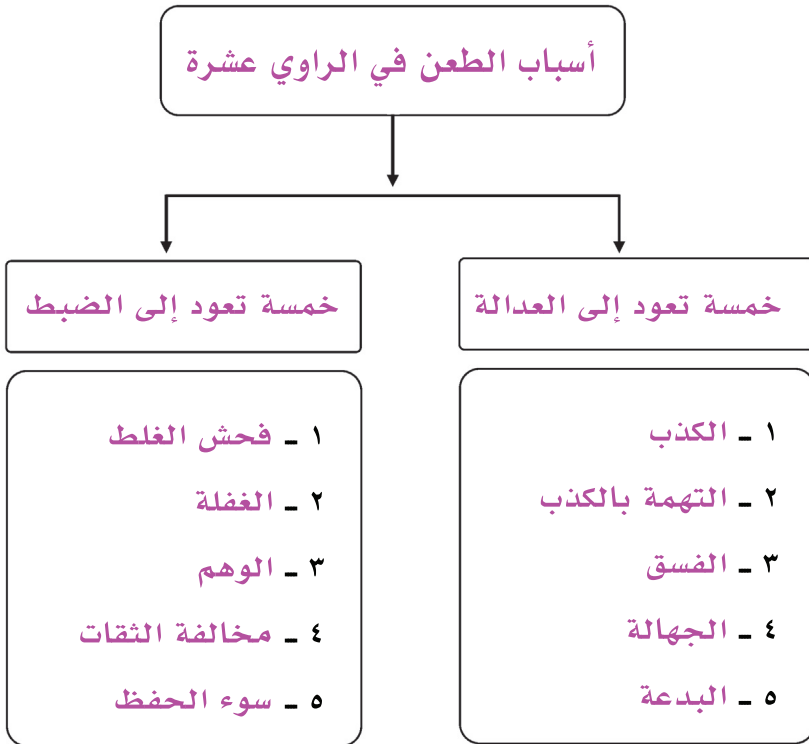 أسباب الطعن في الراوي عشرة
خمسة تعود إلى العدالة
١ ـ الكذب
٢ ـ التهمة بالكذب
٣ ـ الفسق
٤ ـ الجهالة
٥ ـ البدعة
خمسة تعود إلى الضبط
١ ـ فحش الغلط
٢ ـ الغفلة
٣ ـ الوهم
٤ ـ مخالفة الثقات
٥ ـ سوء الحفظ